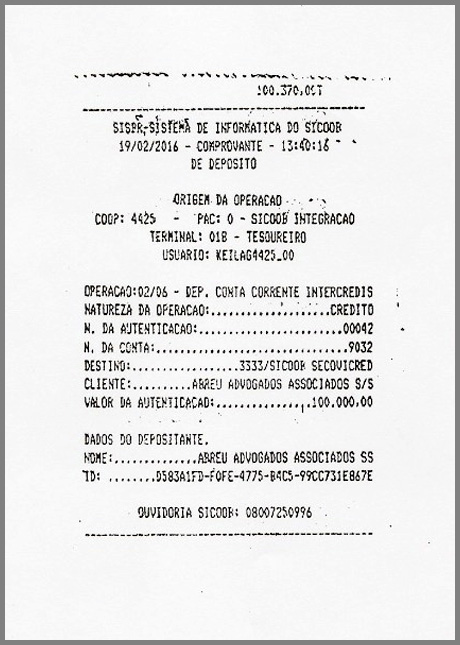 100.370,0CT
SISBR-SISTEMA DE INFORMATICA DO SICOOB
19/02/2016 - COMPROVANTE - 13:40:16
DE DEPOSITO
ORIGEM DA OPERACAO
COOP: 4425 - PAC: 0 - SICOOB INTEGRACAO
TERMINAL: 01B - TESOUREIRO
USUARIO: KEILAG4425_00
OPERACAO:02/06 - DEP. CONTA CORRENTE INTERCREDIS
NATUREZA DA OPERACAO:...................CREDITO
N. DA AUTENTICACAO:.......................00042
N. DA CONTA:...............................9032
DESTINO:.................3333/SICOOB SECOVICRED
CLIENTE:.........ABREU ADVOGADOS ASSOCIADOS S/S
VALOR DA AUTENTICACAO:...............100.000,00
DADOS DO DEPOSITANTE.
NOME:.............ABREU ADVOGADOS ASSOCIADOS SS
ID: ........D583A1FD-F0FE-4775-B4C5-99CC731E867E
OUVIDORIA SICOOB: 08007250996